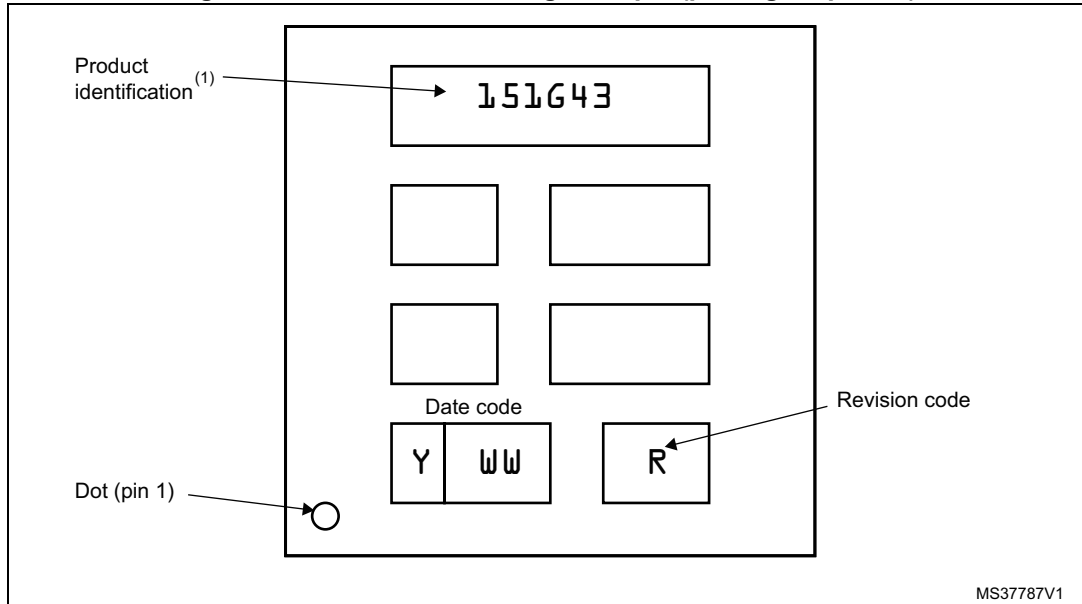 Product
identification(1)
151G43
Date code
Y WW R
Revision code
Dot (pin 1)
MS37787V1